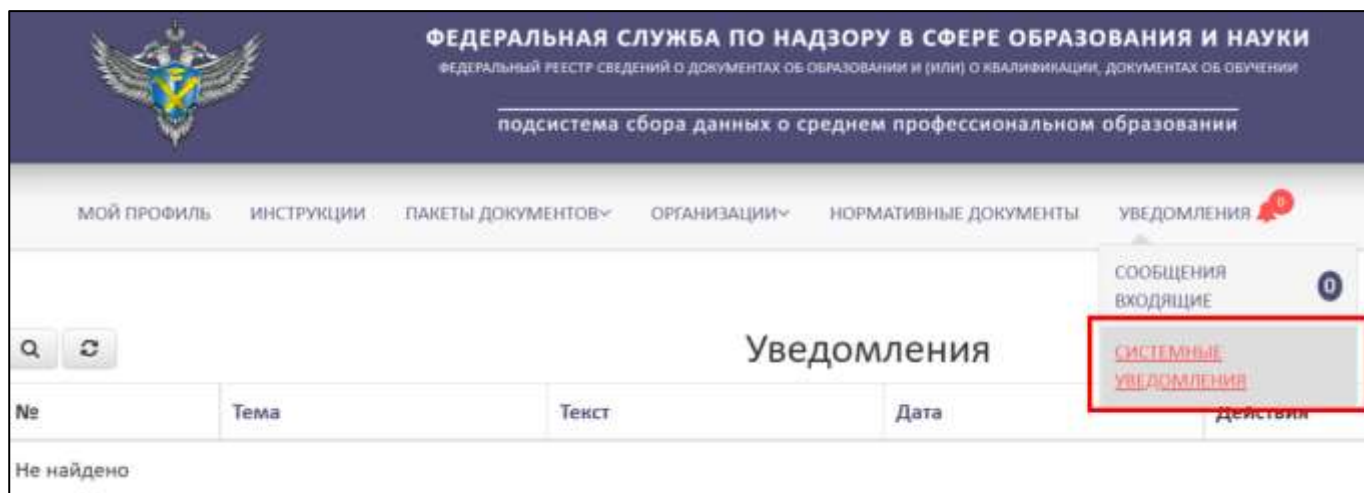 ФЕДЕРАЛЬНАЯ СЛУЖБА ПО НАДЗОРУ В СФЕРЕ ОБРАЗОВАНИЯ И НАУКИ
ФЕДЕРАЛЬНЫЙ РЕЕСТР СВЕДЕНИЙ О ДОКУМЕНТАХ ОБ ОБРАЗОВАНИИ И (ИЛИ) О КВАЛИФИКАЦИИ, ДОКУМЕНТАХ ОБ ОБУЧЕНИИ
подсистема сбора данных о среднем профессиональном образовании
МОЙ ПРОФИЛЬ ИНСТРУКЦИИ ПАКЕТЫ ДОКУМЕНТОВ ОРГАНИЗАЦИИ НОРМАТИВНЫЕ ДОКУМЕНТЫ УВЕДОМЛЕНИЯ 0
СООБЩЕНИЯ
ВХОДЯЩИЕ 0
СИСТЕМНЫЕ
УВЕДОМЛЕНИЯ
Уведомления
№ Тема Текст Дата Действия
Не найдено